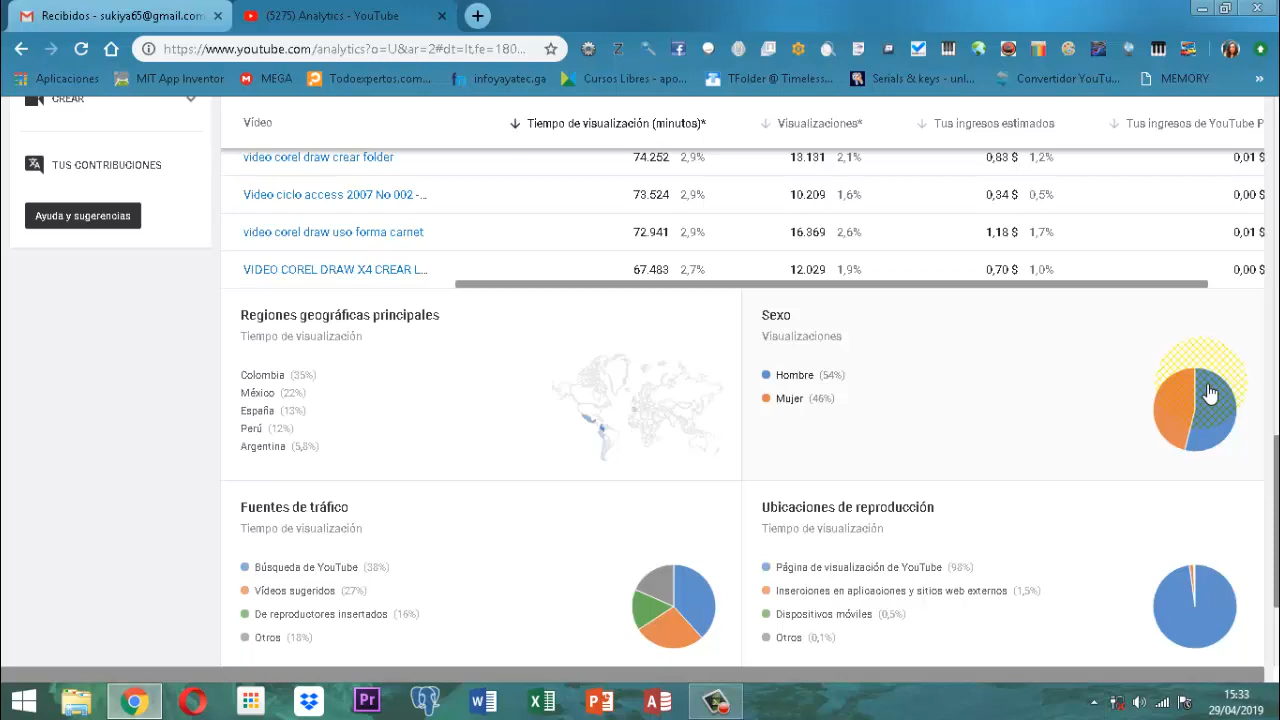 Recibidos - sukiya65@gmail.com
(5275) Analytics - YouTube
https://www.youtube.com/analytics?o=U&ar=2#dt=lt,fe=180...
Aplicaciones
MIT App Inventor
MEGA
Todoexpertos.com...
infoyayatec.ga
Cursos Libres - apo...
TFolder @ Timeless...
Serials & keys - unl...
Convertidor YouTu...
MEMORY
»
CREAR
TUS CONTRIBUCIONES
Ayuda y sugerencias
Vídeo
Tiempo de visualización (minutos)*
Visualizaciones*
Tus ingresos estimados
Tus ingresos de YouTube P
video corel draw crear folder 74.252 2,9% 13.131 2,1% 0,83 $ 1,2% 0,01 $
Video ciclo access 2007 No 002 -... 73.524 2,9% 10.209 1,6% 0,34 $ 0,5% 0,00 $
video corel draw uso forma carnet 72.941 2,9% 16.369 2,6% 1,18 $ 1,7% 0,01 $
VIDEO COREL DRAW X4 CREAR L... 67.483 2,7% 12.029 1,9% 0,70 $ 1,0% 0,00 $
Regiones geográficas principales
Tiempo de visualización
Colombia (35%)
México (22%)
España (13%)
Perú (12%)
Argentina (5,8%)
Sexo
Visualizaciones
Hombre (54%)
Mujer (46%)
Fuentes de tráfico
Tiempo de visualización
Búsqueda de YouTube (38%)
Vídeos sugeridos (27%)
De reproductores insertados (16%)
Otros (18%)
Ubicaciones de reproducción
Tiempo de visualización
Página de visualización de YouTube (98%)
Inserciones en aplicaciones y sitios web externos (1,5%)
Dispositivos móviles (0,5%)
Otros (0,1%)
15:33
29/04/2019